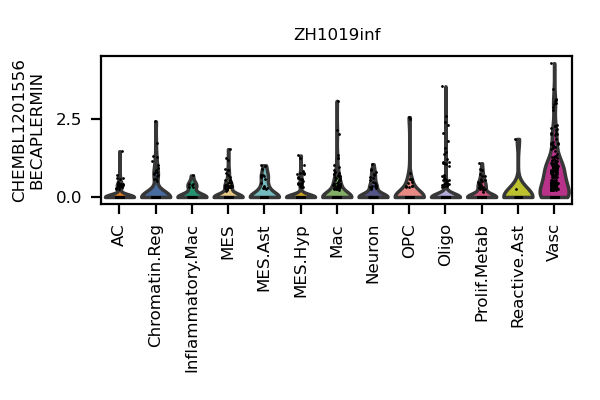 ZH1019inf
CHEMBL1201556
BECAPLERMIN
2.5
0.0
AC
Chromatin.Reg
Inflammatory.Mac
MES
MES.Ast
MES.Hyp
Mac
Neuron
OPC
Oligo
Prolif.Metab
Reactive.Ast
Vasc